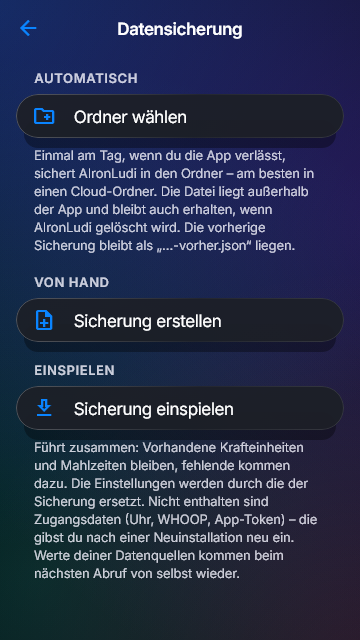 Datensicherung
AUTOMATISCH
Ordner wählen
Einmal am Tag, wenn du die App verlässt,
sichert AIronLudi in den Ordner – am besten in
einen Cloud-Ordner. Die Datei liegt außerhalb
der App und bleibt auch erhalten, wenn
AIronLudi gelöscht wird. Die vorherige
Sicherung bleibt als „…-vorher.json“ liegen.
VON HAND
Sicherung erstellen
EINSPIELEN
Sicherung einspielen
Führt zusammen: Vorhandene Krafteinheiten
und Mahlzeiten bleiben, fehlende kommen
dazu. Die Einstellungen werden durch die der
Sicherung ersetzt. Nicht enthalten sind
Zugangsdaten (Uhr, WHOOP, App-Token) – die
gibst du nach einer Neuinstallation neu ein.
Werte deiner Datenquellen kommen beim
nächsten Abruf von selbst wieder.